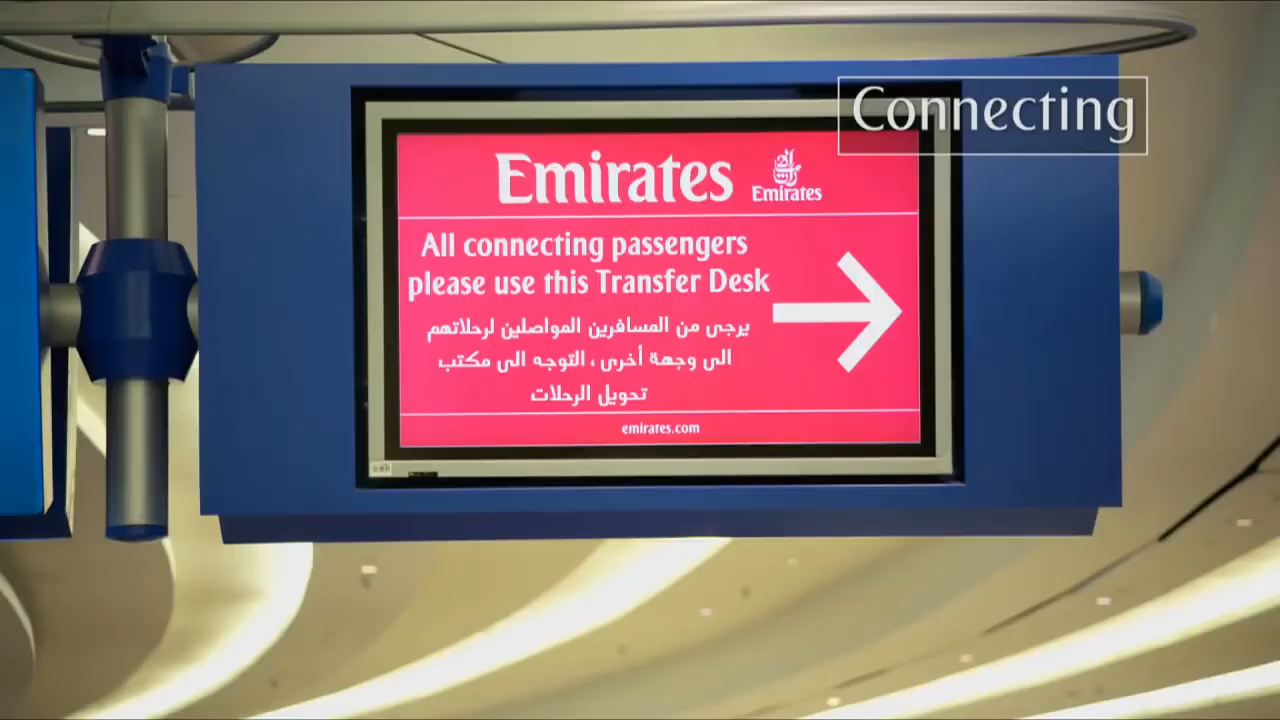 Connecting
Emirates
Emirates
All connecting passengers
please use this Transfer Desk
يرجى من المسافرين المواصلين لرحلاتهم
الى وجهة أخرى ، التوجه الى مكتب
تحويل الرحلات
emirates.com